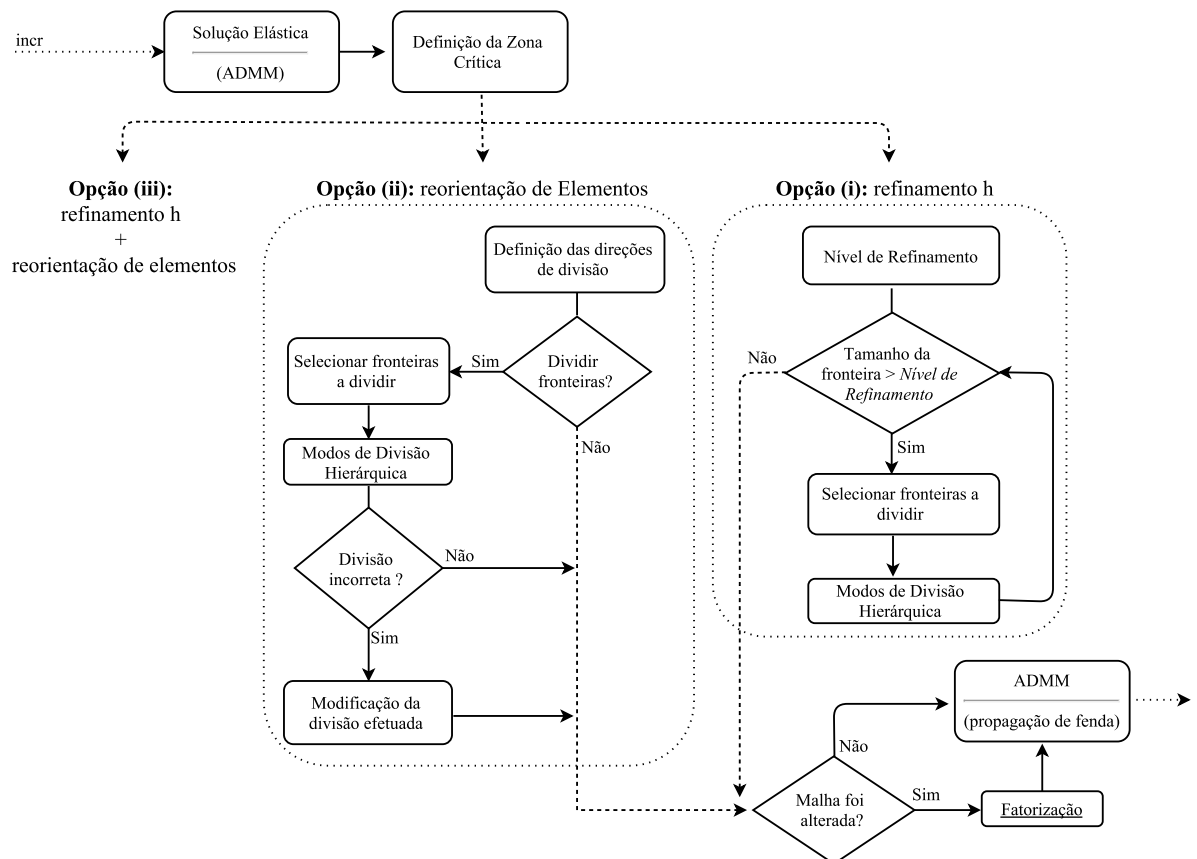 incr
Solução Elástica
(ADMM)
Definição da Zona
Crítica
Opção (iii):
refinamento h
+
reorientação de elementos
Opção (ii): reorientação de Elementos
Definição das direções
de divisão
Dividir
fronteiras?
Sim
Não
Selecionar fronteiras
a dividir
Modos de Divisão
Hierárquica
Divisão
incorreta ?
Não
Sim
Modificação da
divisão efetuada
Opção (i): refinamento h
Nível de Refinamento
Tamanho da
fronteira > Nível de
Refinamento
Não
Sim
Selecionar fronteiras a
dividir
Modos de Divisão
Hierárquica
Malha foi
alterada?
Não
Sim
Fatorização
ADMM
(propagação de fenda)